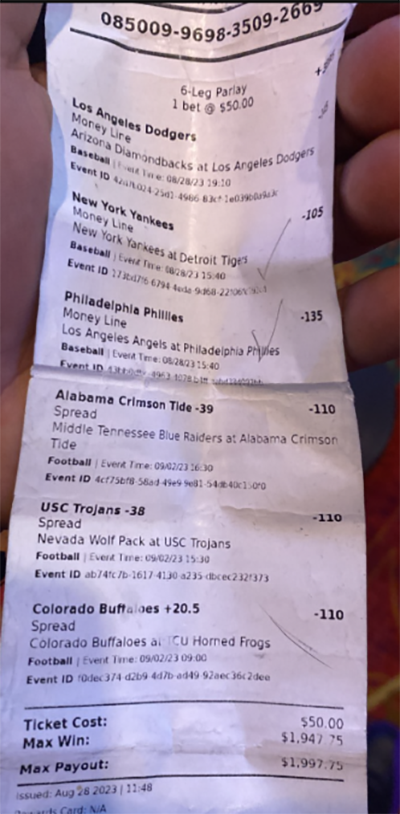 085009-9698-3509-2669
6-Leg Parlay
1 bet @ $50.00
Los Angeles Dodgers
Money Line
Arizona Diamondbacks at Los Angeles Dodgers
Baseball | Event Time: 08/28/23 19:10
Event ID
New York Yankees -105
Money Line
New York Yankees at Detroit Tigers
Baseball | Event Time: 08/28/23 15:40
Event ID
Philadelphia Phillies -135
Money Line
Los Angeles Angels at Philadelphia Phillies
Baseball | Event Time: 08/28/23 15:40
Event ID
Alabama Crimson Tide -39 -110
Spread
Middle Tennessee Blue Raiders at Alabama Crimson
Tide
Football | Event Time: 09/02/23 16:30
Event ID
USC Trojans -38 -110
Spread
Nevada Wolf Pack at USC Trojans
Football | Event Time: 09/02/23 15:30
Event ID ab74fc7b-1617-4130-a235-dbcec232f373
Colorado Buffaloes +20.5 -110
Spread
Colorado Buffaloes at TCU Horned Frogs
Football | Event Time: 09/02/23 09:00
Event ID f0dec374 d2b9 4d7b ad49 92aec36c2dee
Ticket Cost: $50.00
Max Win: $1,947.75
Max Payout: $1,997.75
Issued: Aug 28 2023 | 11:48
Card: N/A